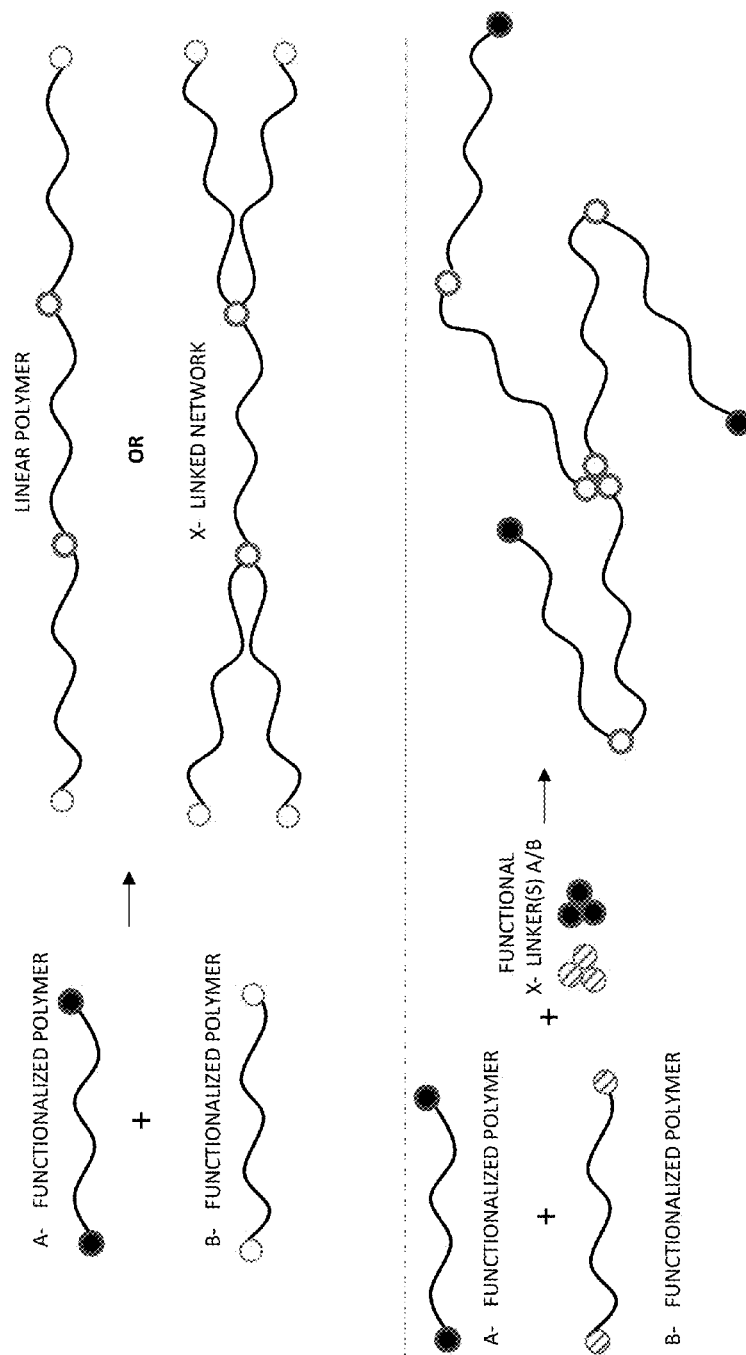 A- FUNCTIONALIZED POLYMER
+
B- FUNCTIONALIZED POLYMER
LINEAR POLYMER
OR
X- LINKED NETWORK
A- FUNCTIONALIZED POLYMER
+
B- FUNCTIONALIZED POLYMER
+
FUNCTIONAL
X- LINKER(S) A/B